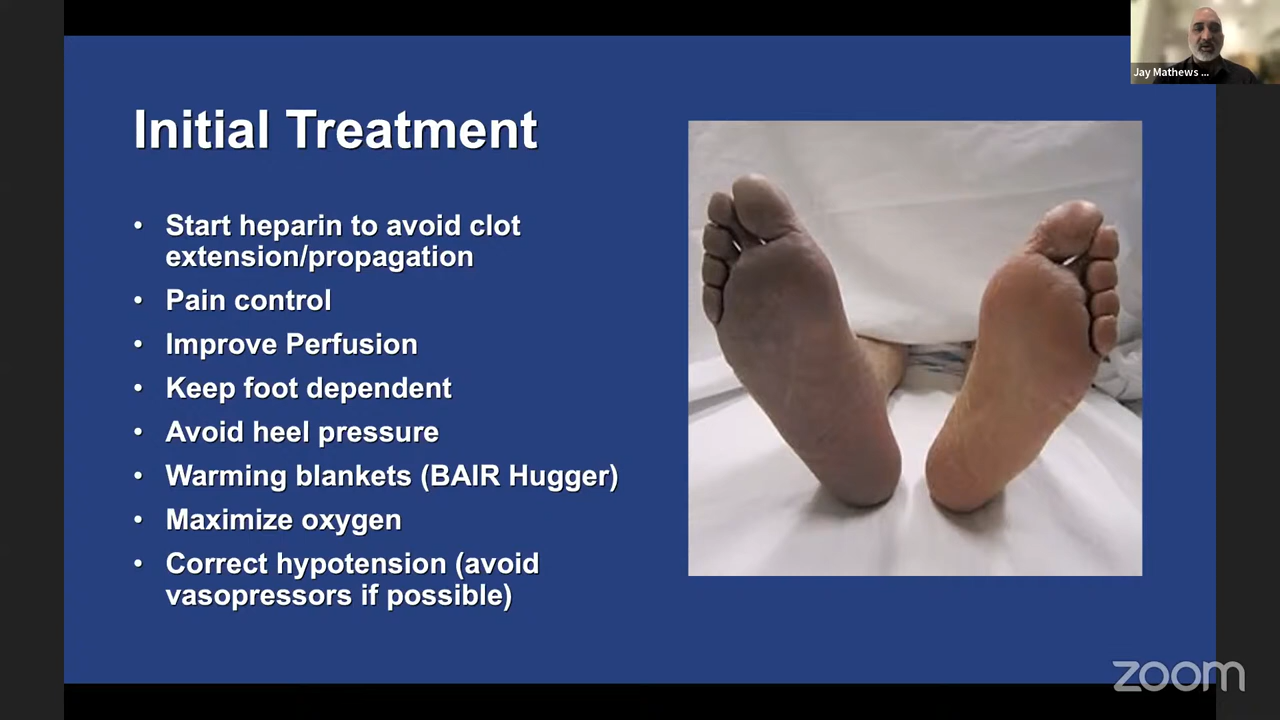 Jay Mathews ...
Initial Treatment
• Start heparin to avoid clot
extension/propagation
• Pain control
• Improve Perfusion
• Keep foot dependent
• Avoid heel pressure
• Warming blankets (BAIR Hugger)
• Maximize oxygen
• Correct hypotension (avoid
vasopressors if possible)
zoom